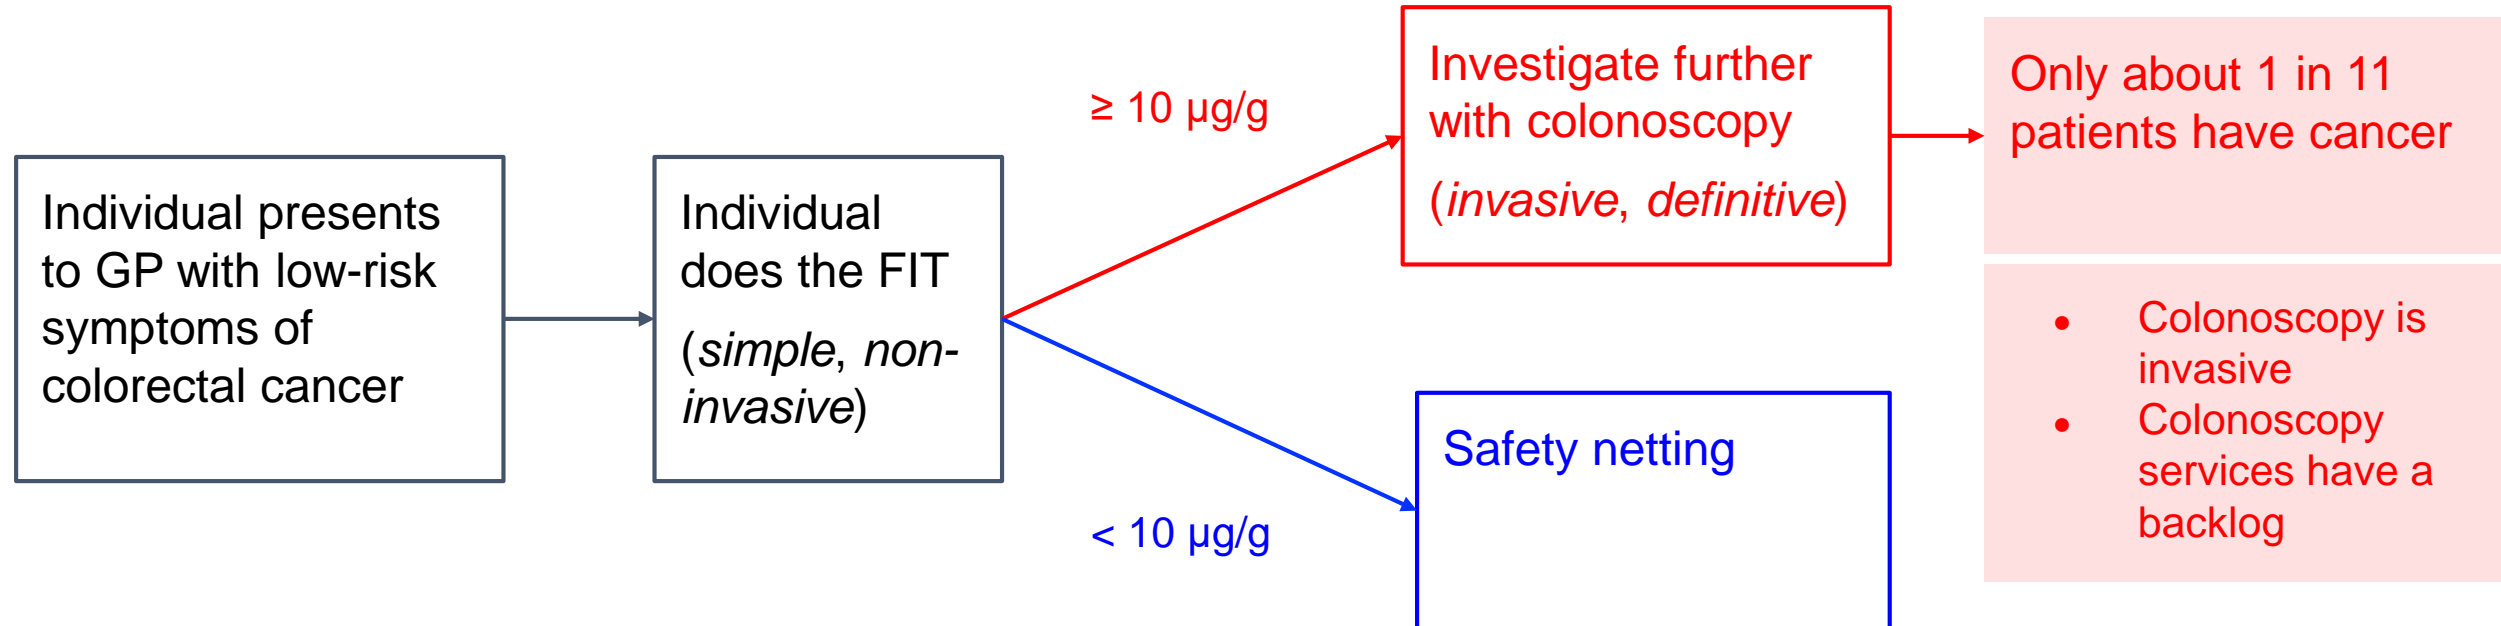 Individual presents
to GP with low-risk
symptoms of
colorectal cancer
Individual
does the FIT
(simple, non-
invasive)
≥ 10 µg/g
< 10 µg/g
Investigate further
with colonoscopy
(invasive, definitive)
Safety netting
Only about 1 in 11
patients have cancer
• Colonoscopy is
invasive
• Colonoscopy
services have a
backlog